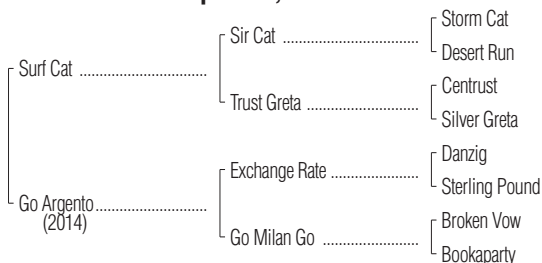 Storm Cat
Sir Cat ......................................
Desert Run
Surf Cat ....................................
Centrust
Trust Greta ...............................
Silver Greta
Danzig
Exchange Rate ........................
Sterling Pound
Go Argento...............................
(2014)
Broken Vow
Go Milan Go ............................
Bookaparty